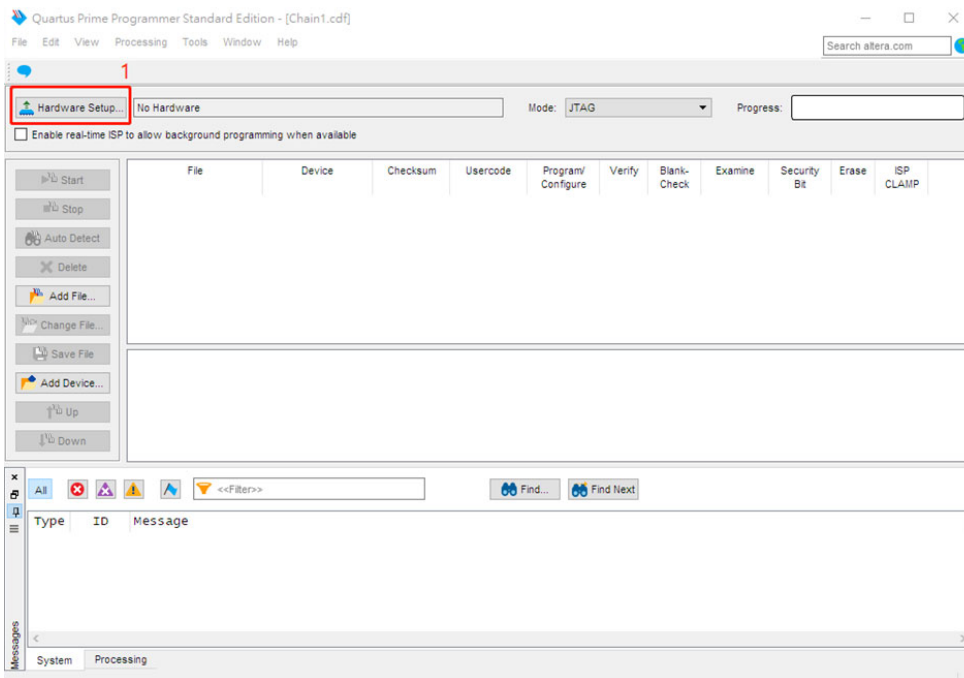 Quartus Prime Programmer Standard Edition - [Chain1.cdf]
File Edit View Processing Tools Window Help
Search altera.com
1
Hardware Setup... No Hardware Mode: JTAG Progress:
Enable real-time ISP to allow background programming when available
File Device Checksum Usercode Program/ Configure Verify Blank- Check Examine Security Bit Erase ISP CLAMP
Start
Stop
Auto Detect
Delete
Add File...
Change File...
Save File
Add Device...
Up
Down
All <<Filter>> Find... Find Next
Type ID Message
Messages
System Processing